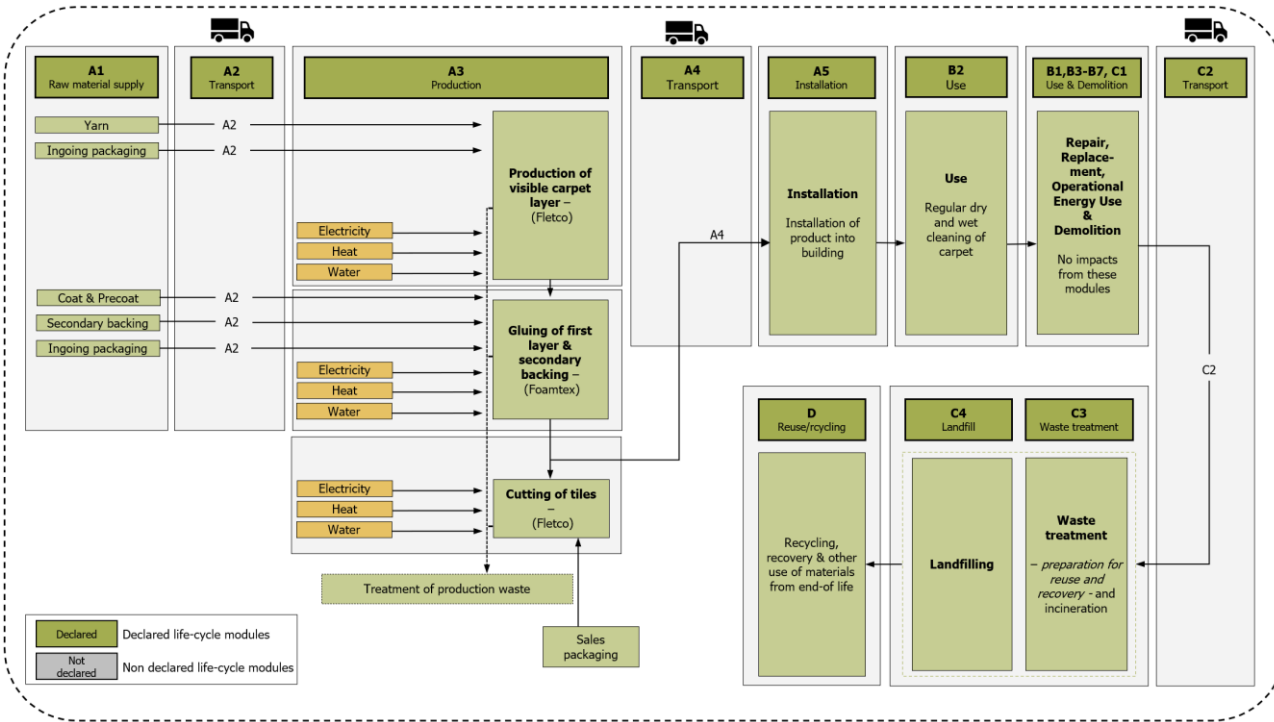 A1
Raw material supply
A2
Transport
A3
Production
A4
Transport
A5
Installation
B2
Use
B1,B3-B7, C1
Use & Demolition
C2
Transport
Yarn
A2
Ingoing packaging
A2
Production of
visible carpet
layer –
(Fletco)
Electricity
Heat
Water
Coat & Precoat
A2
Secondary backing
A2
Ingoing packaging
A2
Gluing of first
layer &
secondary
backing –
(Foamtex)
Electricity
Heat
Water
Electricity
Heat
Water
Cutting of tiles
–
(Fletco)
Treatment of production waste
Sales
packaging
A4
Installation
Installation of
product into
building
Use
Regular dry
and wet
cleaning of
carpet
Repair,
Replace-
ment,
Operational
Energy Use
&
Demolition
No impacts
from these
modules
C2
D
Reuse/rcycling
C4
Landfill
C3
Waste treatment
Recycling,
recovery & other
use of materials
from end-of life
Landfilling
Waste
treatment
– preparation for
reuse and
recovery - and
incineration
Declared
Declared life-cycle modules
Not
declared
Non declared life-cycle modules